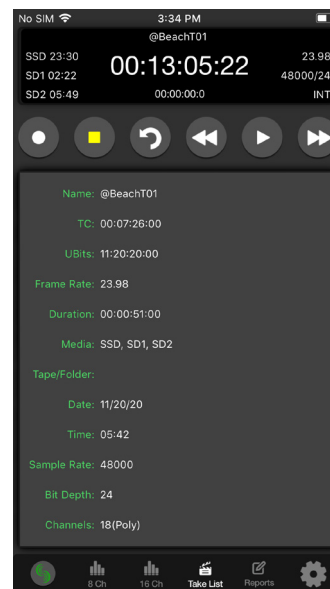 No SIM 3:34 PM
@BeachT01
SSD 23:30 00:13:05:22 23.98
SD1 02:22 48000/24
SD2 05:49 00:00:00:0 INT
Name: @BeachT01
TC: 00:07:26:00
UBits: 11:20:20:00
Frame Rate: 23.98
Duration: 00:00:51:00
Media: SSD, SD1, SD2
Tape/Folder:
Date: 11/20/20
Time: 05:42
Sample Rate: 48000
Bit Depth: 24
Channels: 18(Poly)
8 Ch 16 Ch Take List Reports